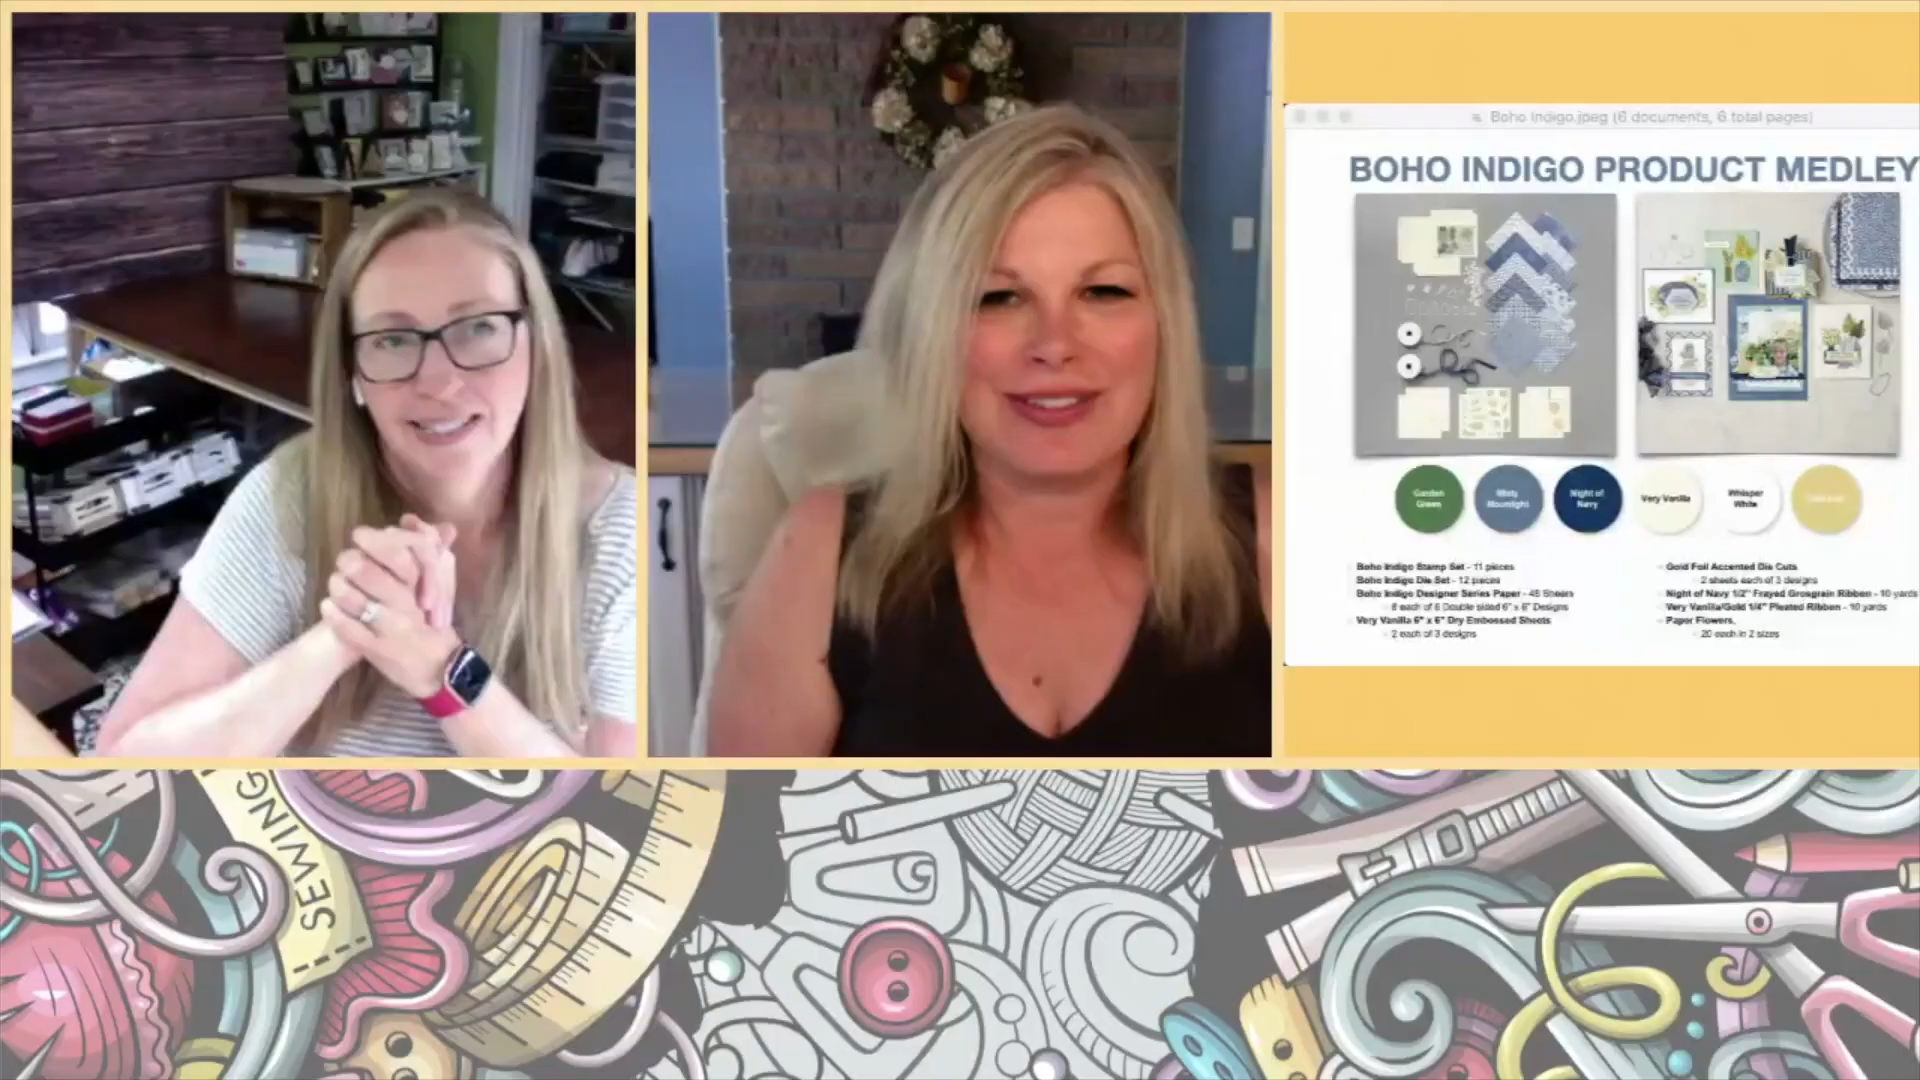 Boho Indigo.jpeg (6 documents, 6 total pages)
BOHO INDIGO PRODUCT MEDLEY
Garden
Green
Misty
Moonlight
Night of
Navy
Very Vanilla
Whisper
White
Boho Indigo Stamp Set - 11 pieces
Boho Indigo Die Set - 12 pieces
Boho Indigo Designer Series Paper - 48 Sheets
8 each of 6 Double sided 6" x 6" Designs
Very Vanilla 6" x 6" Dry Embossed Sheets
2 each of 3 designs
Gold Foil Accented Die Cuts
2 sheets each of 3 designs
Night of Navy 1/2" Frayed Grosgrain Ribbon - 10 yards
Very Vanilla/Gold 1/4" Pleated Ribbon - 10 yards
Paper Flowers,
20 each in 2 sizes
SEWING